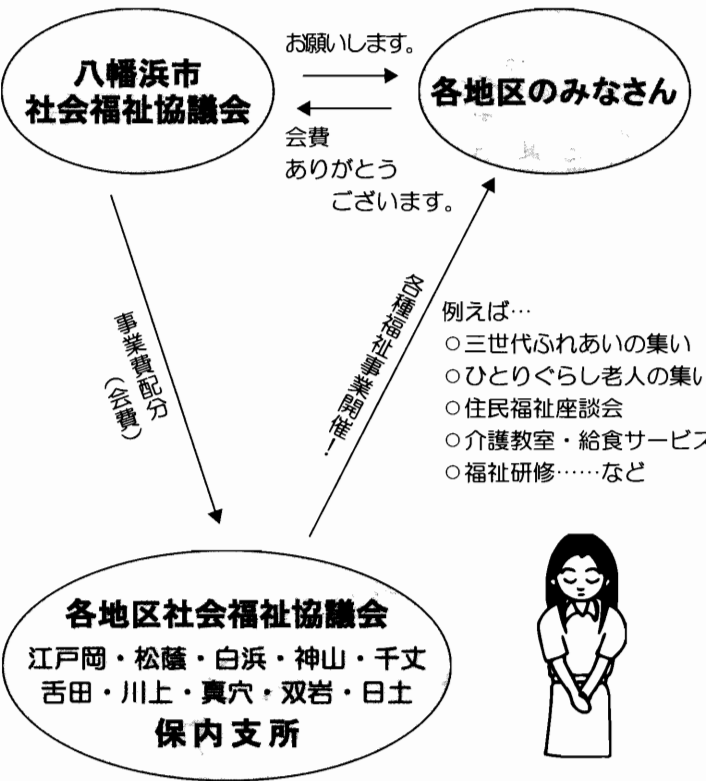 八幡浜市
社会福祉協議会
お願いします。
会費
ありがとう
ございます。
各地区のみなさん
事業費配分
（会費）
各種福祉事業開催！
例えば…
○三世代ふれあいの集い
○ひとりぐらし老人の集い
○住民福祉座談会
○介護教室・給食サービス
○福祉研修……など
各地区社会福祉協議会
江戸岡・松蔭・白浜・神山・千丈
舌田・川上・真穴・双岩・日土
保内支所